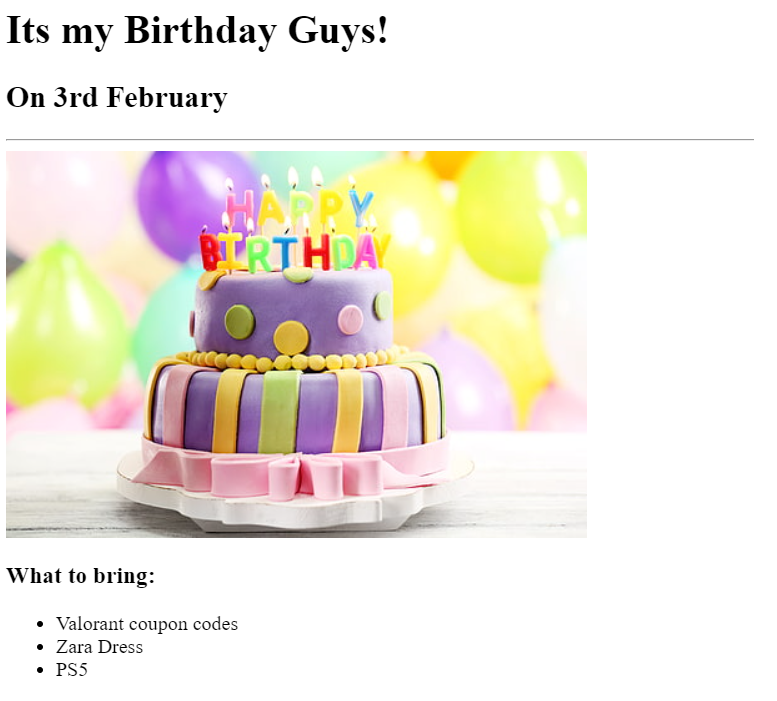 Its my Birthday Guys!
On 3rd February
HAPPY
BIRTHDAY
What to bring:
Valorant coupon codes
Zara Dress
PS5